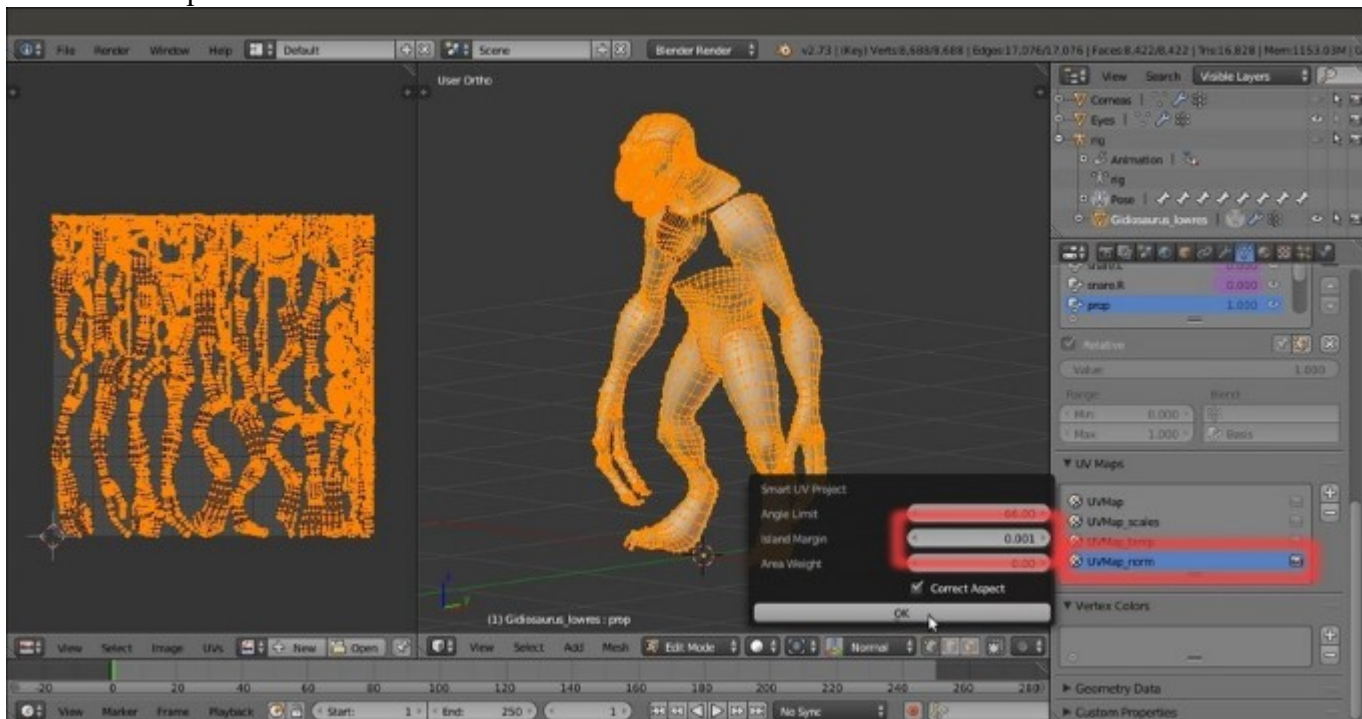 File Render Window Help Default Scene Blender Render v2.73 | (Key) Verts:8,688/8,688 | Edges:17,076/17,076 | Faces:8,422/8,422 | Tris:16,828 | Mem:1153.03M
User Ortho
View Search Visible Layers
Corneas
Eyes
rig
Animation
rig
Pose
Gidiosaurus_lowres
snare.R 0.000
prop 1.000
Relative
Value: 1.000
Range: Blend:
Min: 0.000
Max: 1.000 Basis
UV Maps
UVMap
UVMap_scales
UVMap_temp
UVMap_norm
Vertex Colors
Geometry Data
Custom Properties
Smart UV Project
Angle Limit 66.00
Island Margin 0.001
Area Weight 0.00
Correct Aspect
OK
(1) Gidiosaurus_lowres : prop
View Select Image UVs New Open View Select Add Mesh Edit Mode Normal
-20 0 20 40 60 80 100 120 140 160 180 200 220 240 260 280
View Marker Frame Playback Start: 1 End: 250 1 No Sync